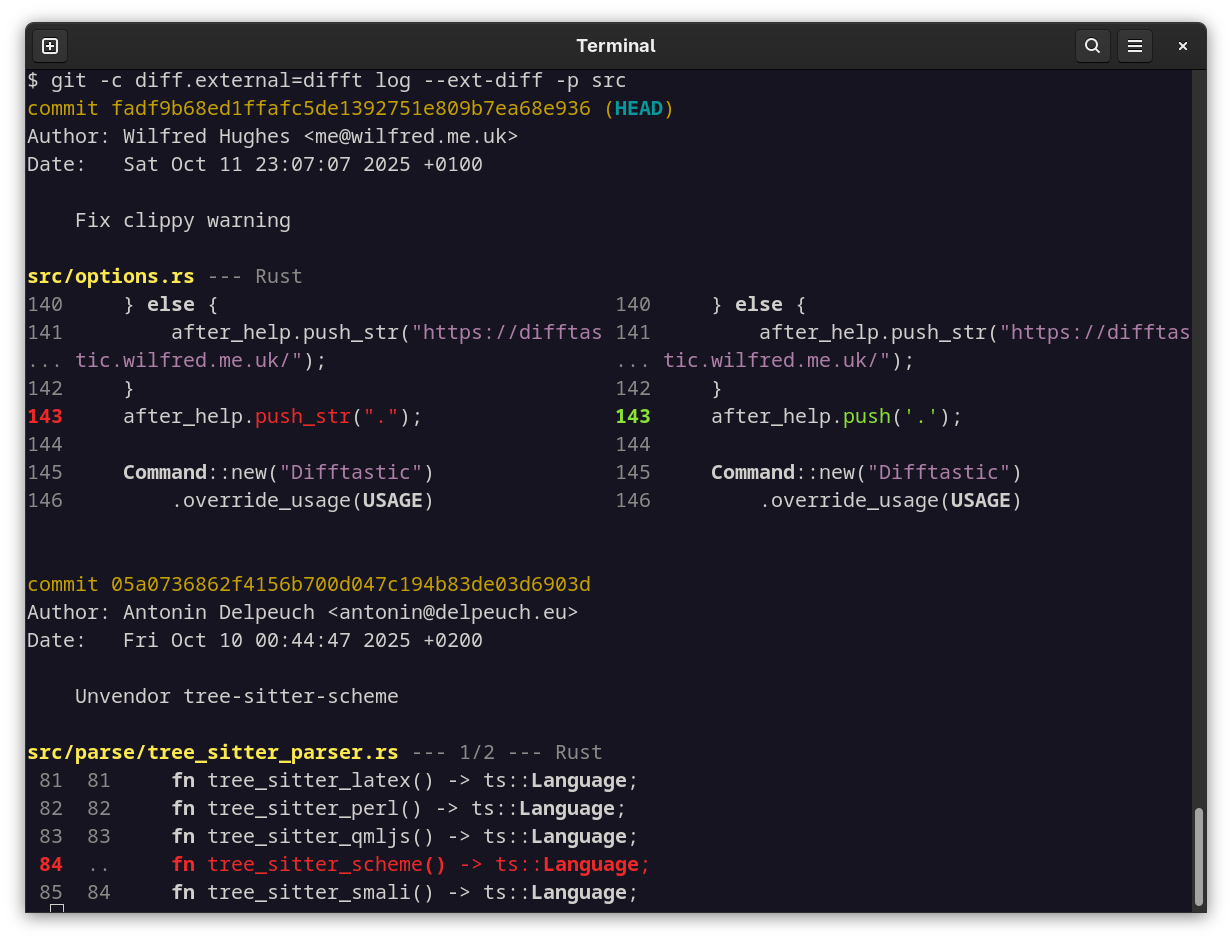 Terminal
$ git -c diff.external=difft log --ext-diff -p src
commit fadf9b68ed1ffafc5de1392751e809b7ea68e936 (HEAD)
Author: Wilfred Hughes <me@wilfred.me.uk>
Date:   Sat Oct 11 23:07:07 2025 +0100

    Fix clippy warning

src/options.rs --- Rust
140     } else {                                 140     } else {
141         after_help.push_str("https://difftas 141         after_help.push_str("https://difftas
... tic.wilfred.me.uk/");                        ... tic.wilfred.me.uk/");
142     }                                        142     }
143     after_help.push_str(".");                143     after_help.push('.');
144                                              144
145     Command::new("Difftastic")               145     Command::new("Difftastic")
146         .override_usage(USAGE)               146         .override_usage(USAGE)


commit 05a0736862f4156b700d047c194b83de03d6903d
Author: Antonin Delpeuch <antonin@delpeuch.eu>
Date:   Fri Oct 10 00:44:47 2025 +0200

    Unvendor tree-sitter-scheme

src/parse/tree_sitter_parser.rs --- 1/2 --- Rust
 81  81     fn tree_sitter_latex() -> ts::Language;
 82  82     fn tree_sitter_perl() -> ts::Language;
 83  83     fn tree_sitter_qmljs() -> ts::Language;
 84  ..     fn tree_sitter_scheme() -> ts::Language;
 85  84     fn tree_sitter_smali() -> ts::Language;